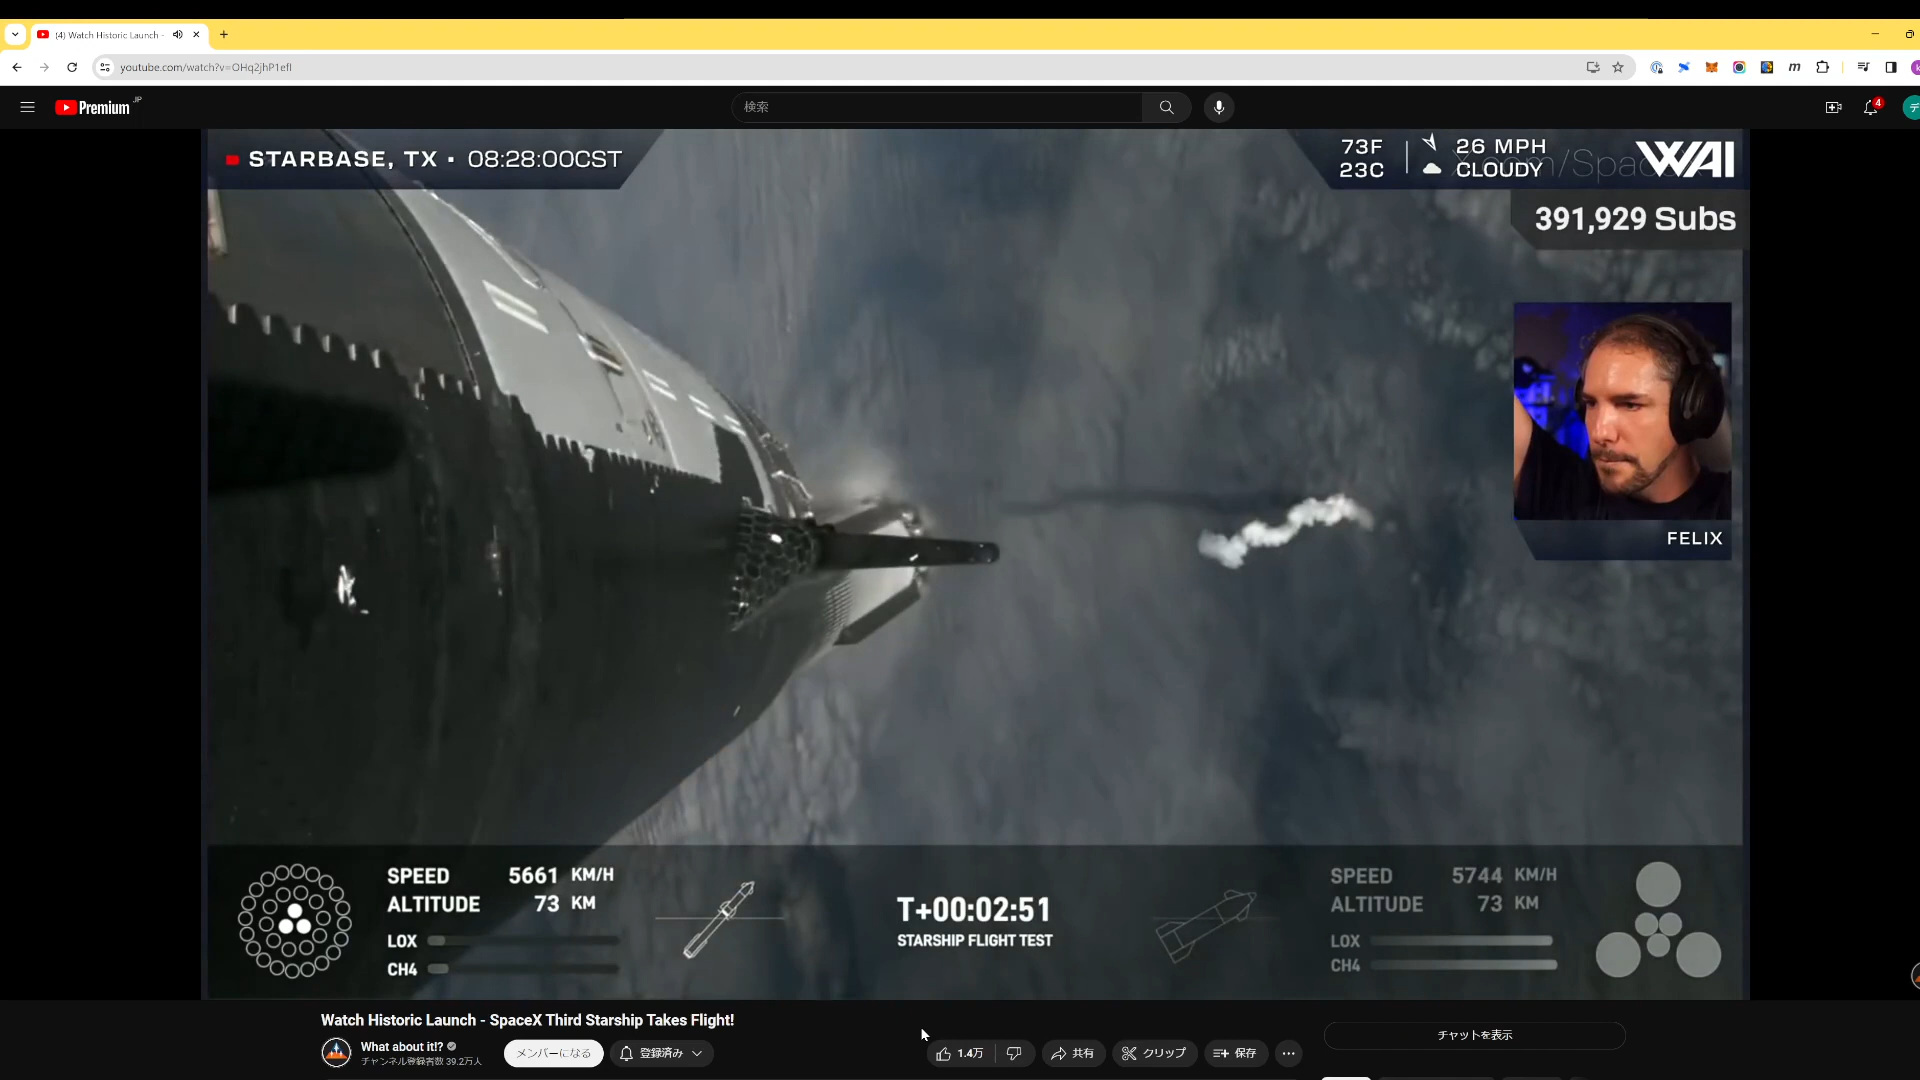 (4) Watch Historic Launch -
youtube.com/watch?v=OHq2jhP1efI
Premium JP
検索
4
デ
STARBASE, TX · 08:28:00CST
73F
23C
26 MPH
CLOUDY
WAI
391,929 Subs
FELIX
SPEED 5661 KM/H
ALTITUDE 73 KM
LOX
CH4
T+00:02:51
STARSHIP FLIGHT TEST
SPEED 5744 KM/H
ALTITUDE 73 KM
LOX
CH4
Watch Historic Launch - SpaceX Third Starship Takes Flight!
What about it!?
チャンネル登録者数 39.2万人
メンバーになる
登録済み
1.4万
共有
クリップ
保存
チャットを表示